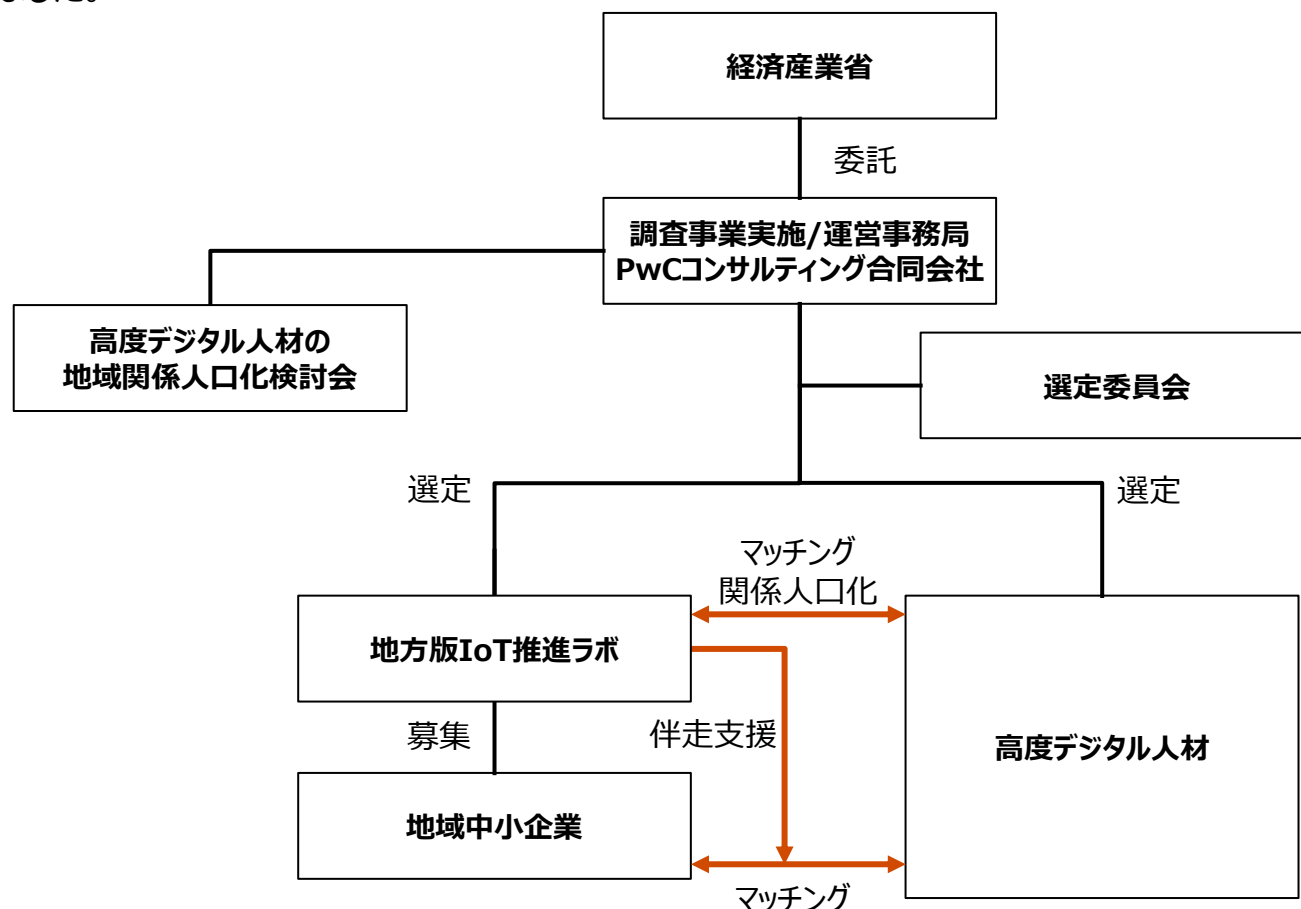 ました。
経済産業省
委託
調査事業実施/運営事務局
PwCコンサルティング合同会社
高度デジタル人材の
地域関係人口化検討会
選定委員会
選定
選定
マッチング
関係人口化
地方版IoT推進ラボ
募集
伴走支援
高度デジタル人材
地域中小企業
マッチング